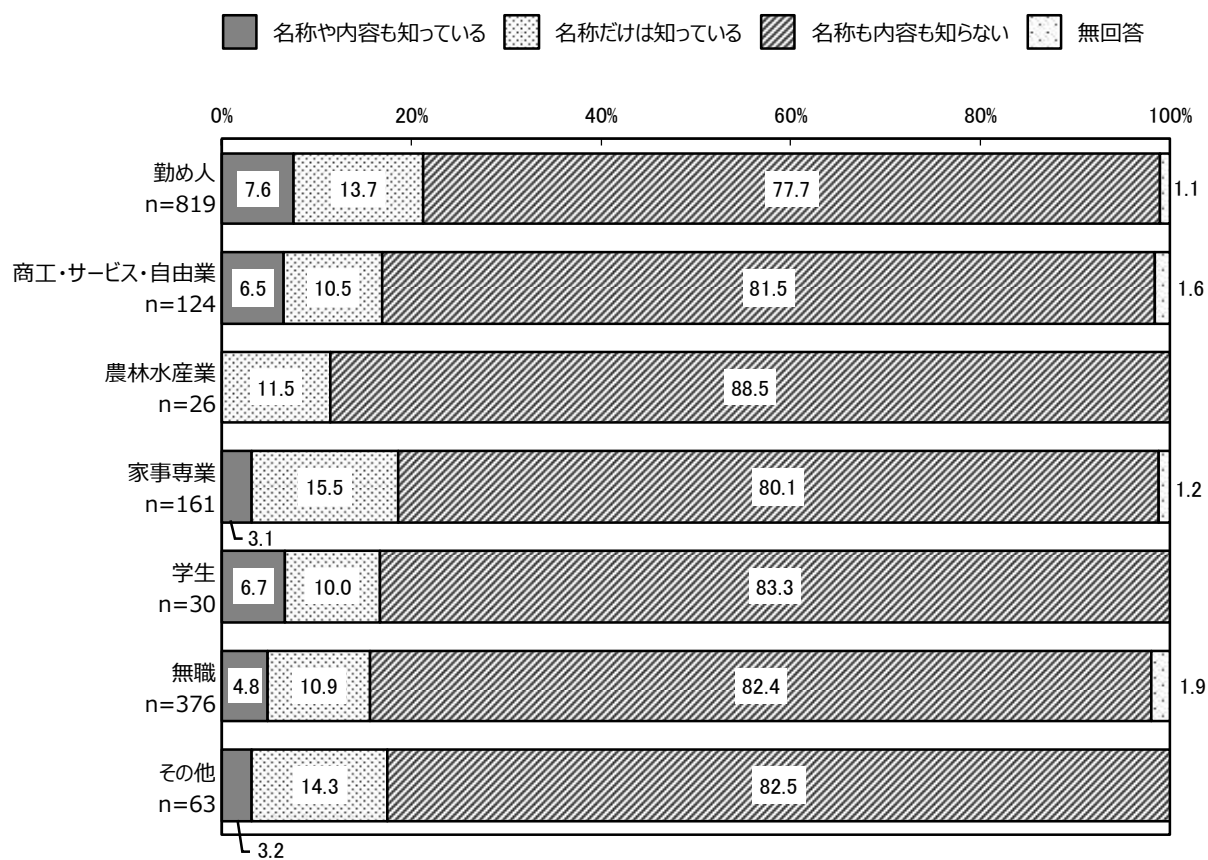 名称や内容も知っている 名称だけは知っている 名称も内容も知らない 無回答
0% 20% 40% 60% 80% 100%
勤め人
n=819
7.6 13.7 77.7 1.1
商工・サービス・自由業
n=124
6.5 10.5 81.5 1.6
農林水産業
n=26
11.5 88.5
家事専業
n=161
15.5 80.1 1.2
3.1
学生
n=30
6.7 10.0 83.3
無職
n=376
4.8 10.9 82.4 1.9
その他
n=63
14.3 82.5
3.2